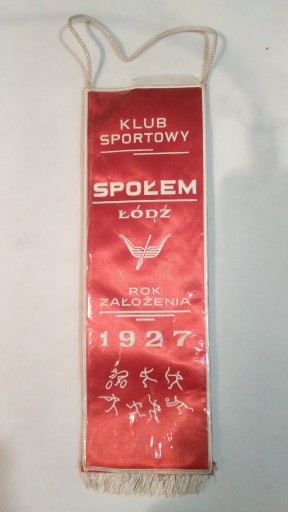 KLUB
SPORTOWY
SPOŁEM
ŁÓDŹ
ROK
ZAŁOŻENIA
1927